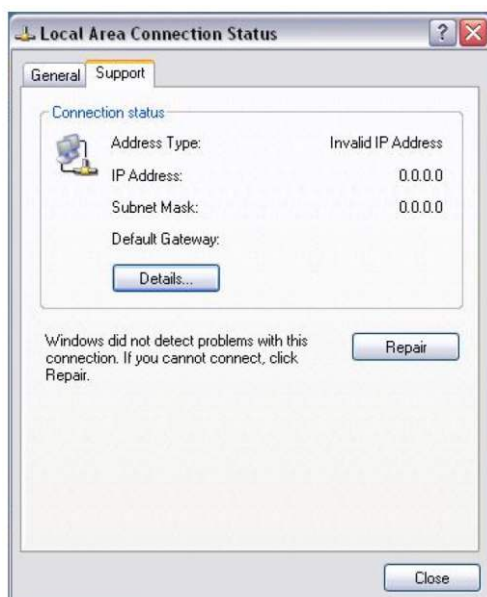 Local Area Connection Status
General Support
Connection status
Address Type: Invalid IP Address
IP Address: 0.0.0.0
Subnet Mask: 0.0.0.0
Default Gateway:
Details...
Windows did not detect problems with this
connection. If you cannot connect, click
Repair.
Repair
Close